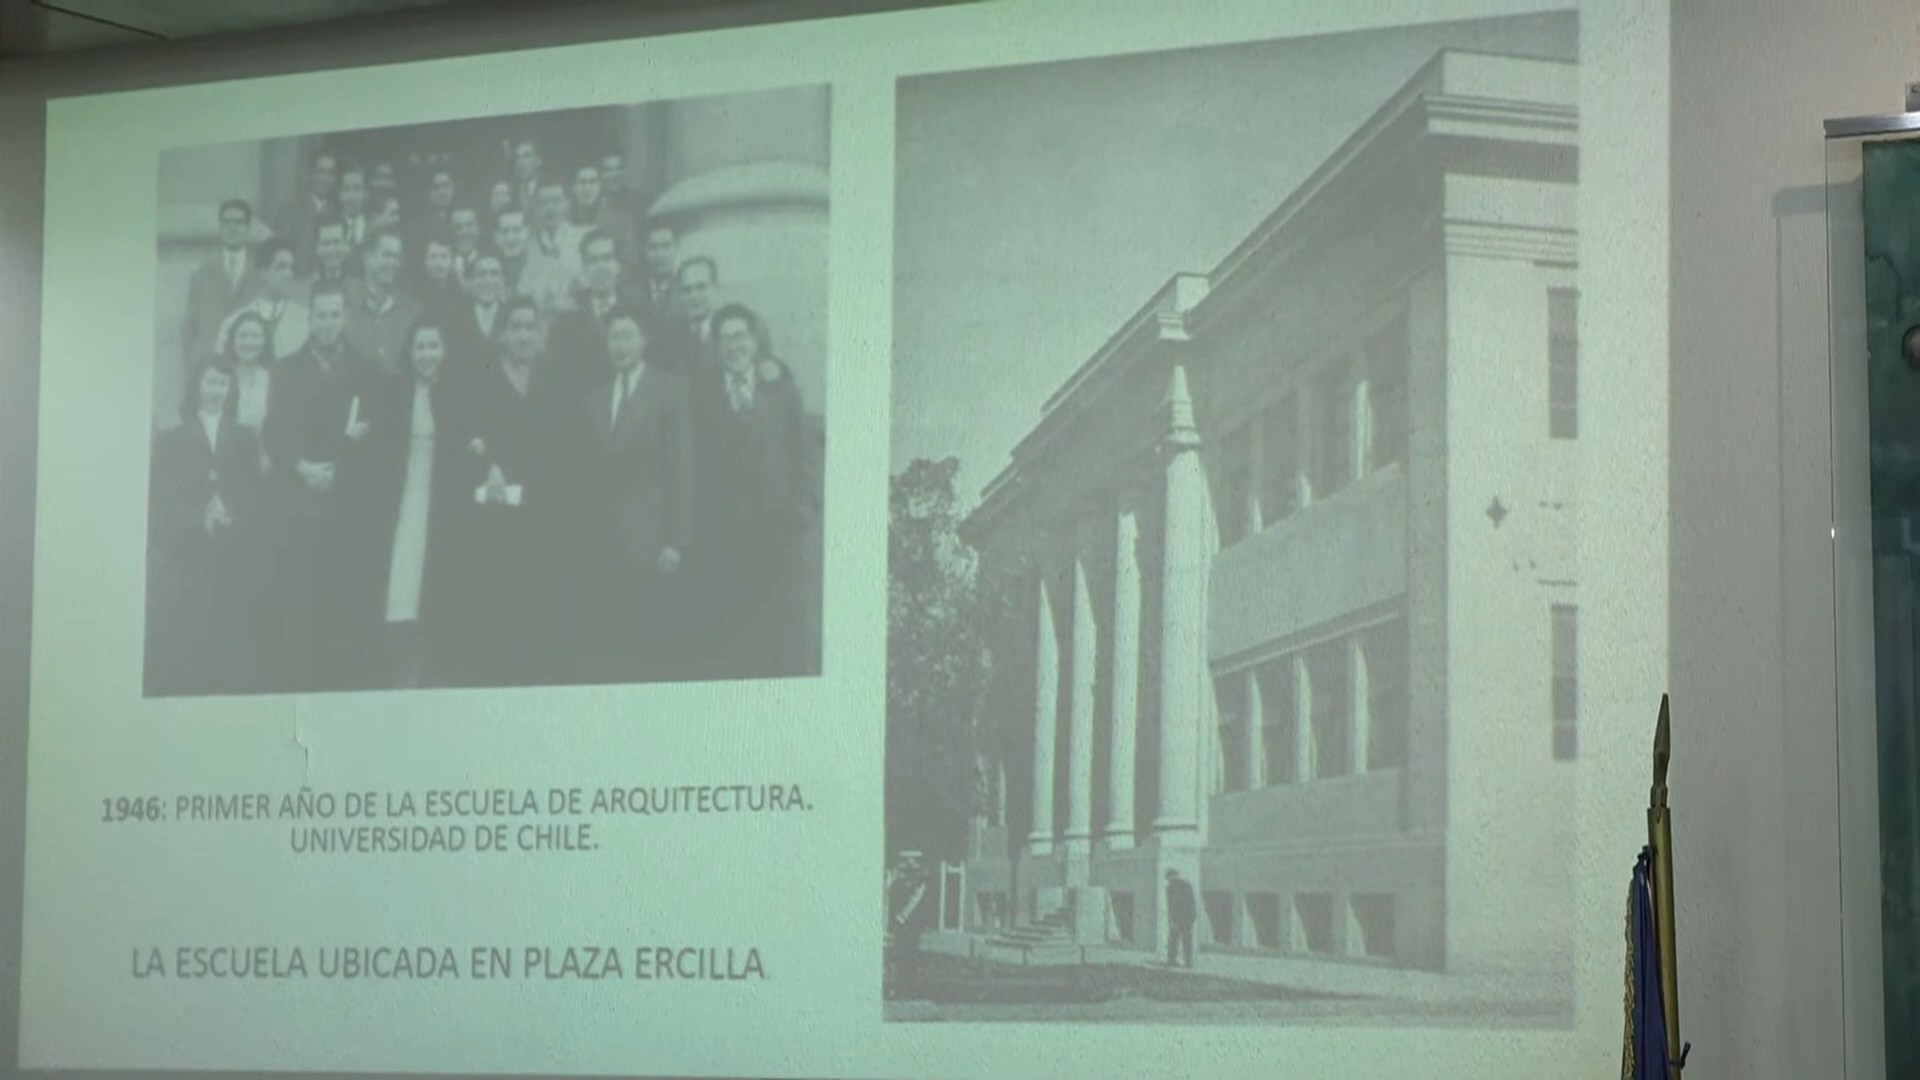 1946: PRIMER AÑO DE LA ESCUELA DE ARQUITECTURA.
UNIVERSIDAD DE CHILE.
LA ESCUELA UBICADA EN PLAZA ERCILLA